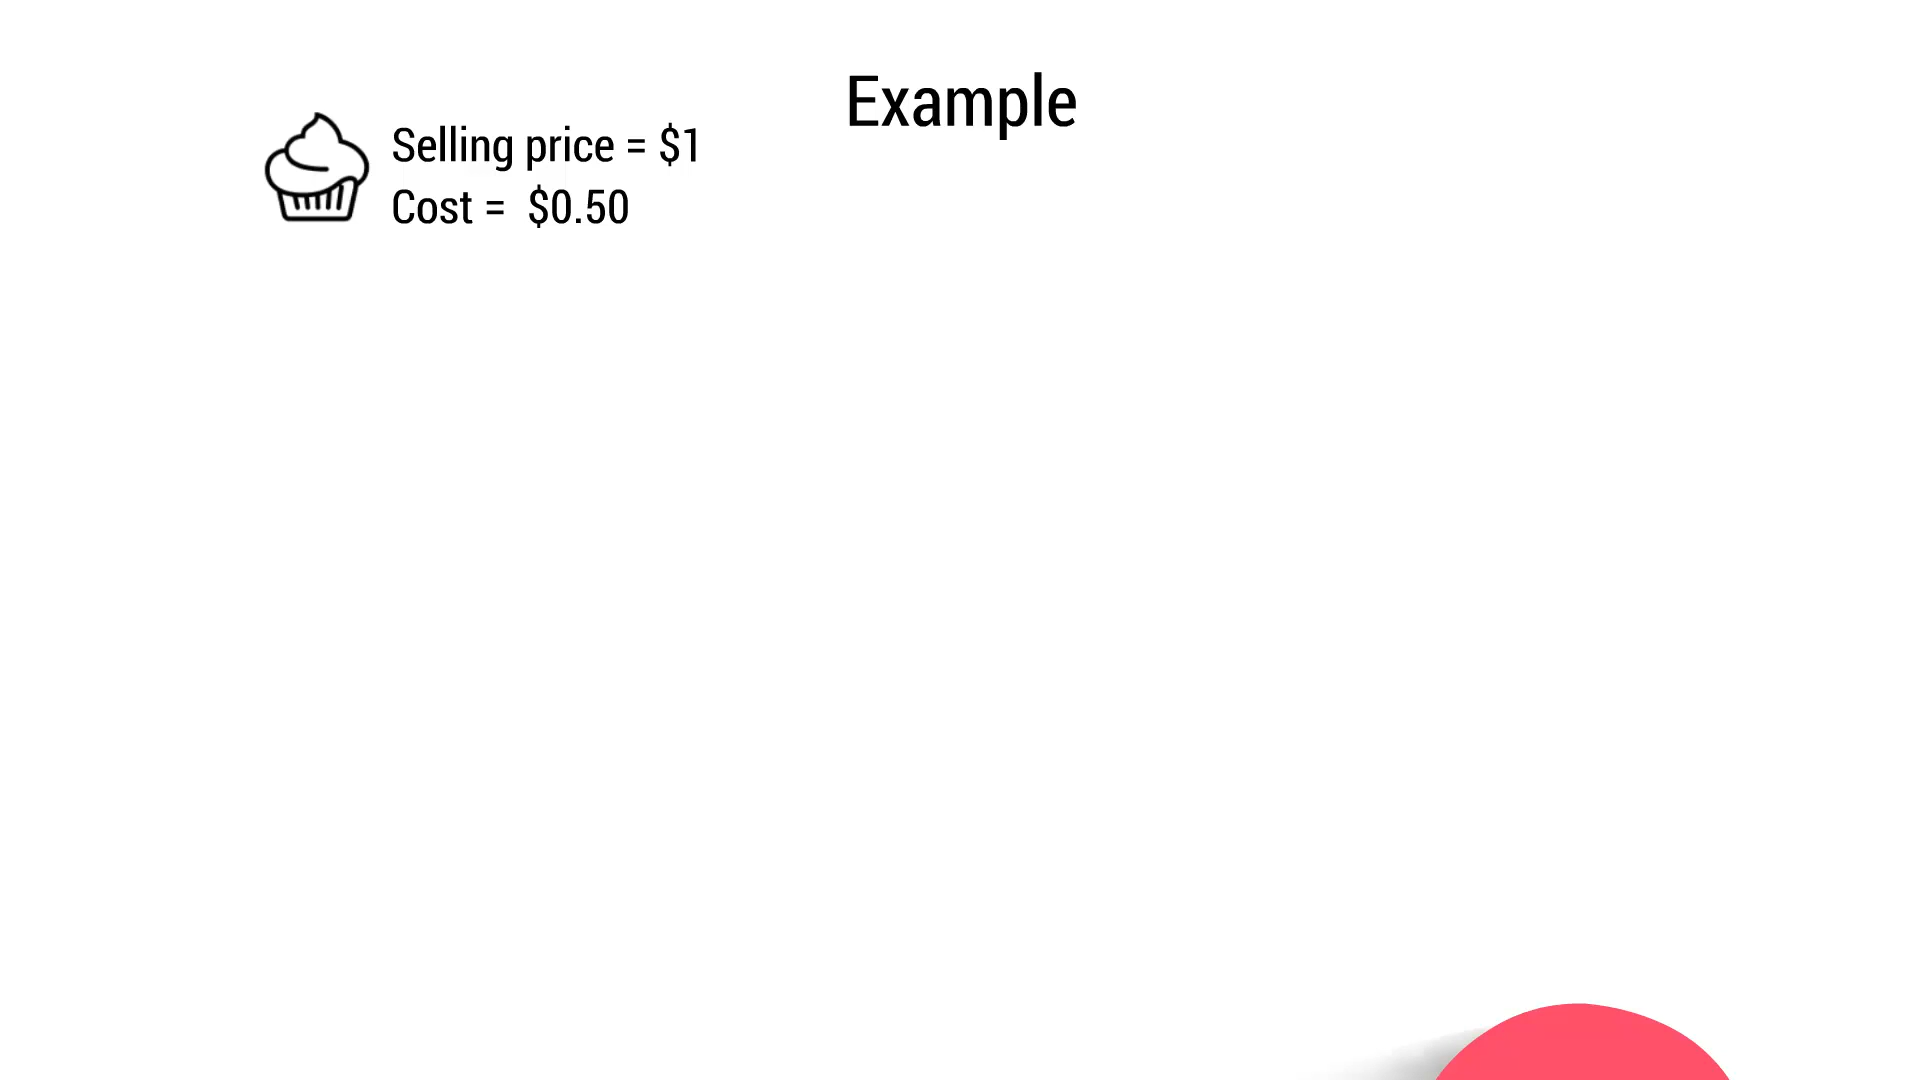 Example
Selling price = $1
Cost = $0.50